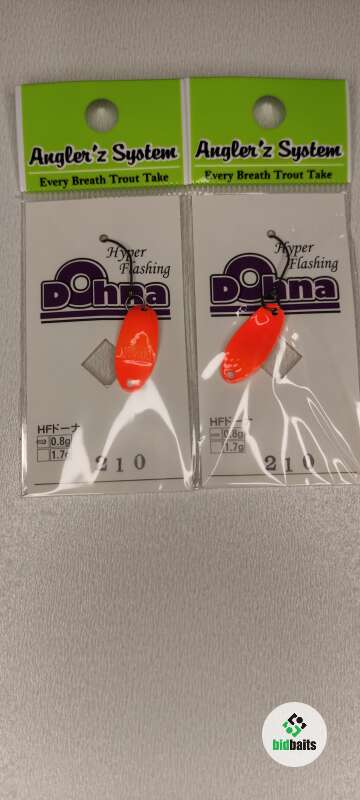 Angler'z System
Every Breath Trout Take
Hyper
Flashing
Dohna
HFドーナ
0.8g
1.7g
210
Angler'z System
Every Breath Trout Take
Hyper
Flashing
Dohna
HFドーナ
0.8g
1.7g
210
bidbaits